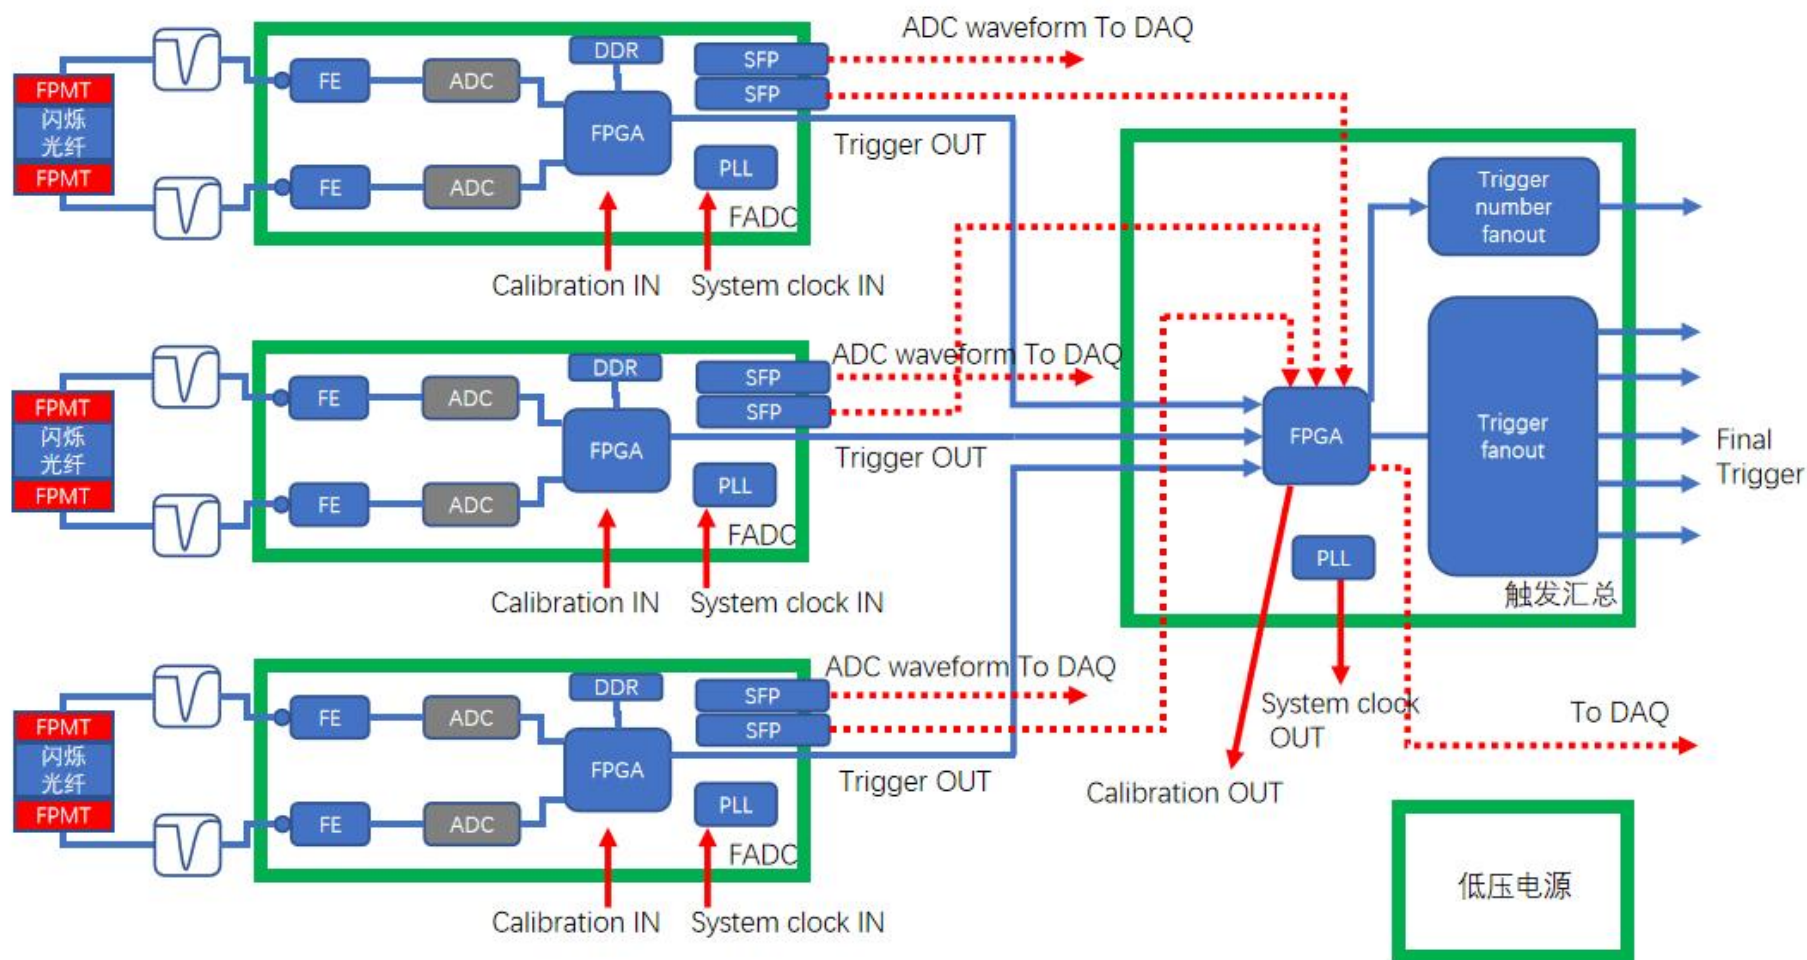 ADC waveform To DAQ
FPMT
闪烁
光纤
FPMT
FE
ADC
FE
ADC
DDR
FPGA
SFP
SFP
PLL
FADC
Trigger OUT
Calibration IN
System clock IN
ADC waveform To DAQ
FPMT
闪烁
光纤
FPMT
FE
ADC
FE
ADC
DDR
FPGA
SFP
SFP
PLL
FADC
Trigger OUT
Calibration IN
System clock IN
ADC waveform To DAQ
FPMT
闪烁
光纤
FPMT
FE
ADC
FE
ADC
DDR
FPGA
SFP
SFP
PLL
FADC
Trigger OUT
Calibration IN
System clock IN
Trigger
number
fanout
FPGA
Trigger
fanout
Final
Trigger
PLL
触发汇总
System clock
OUT
Calibration OUT
To DAQ
低压电源